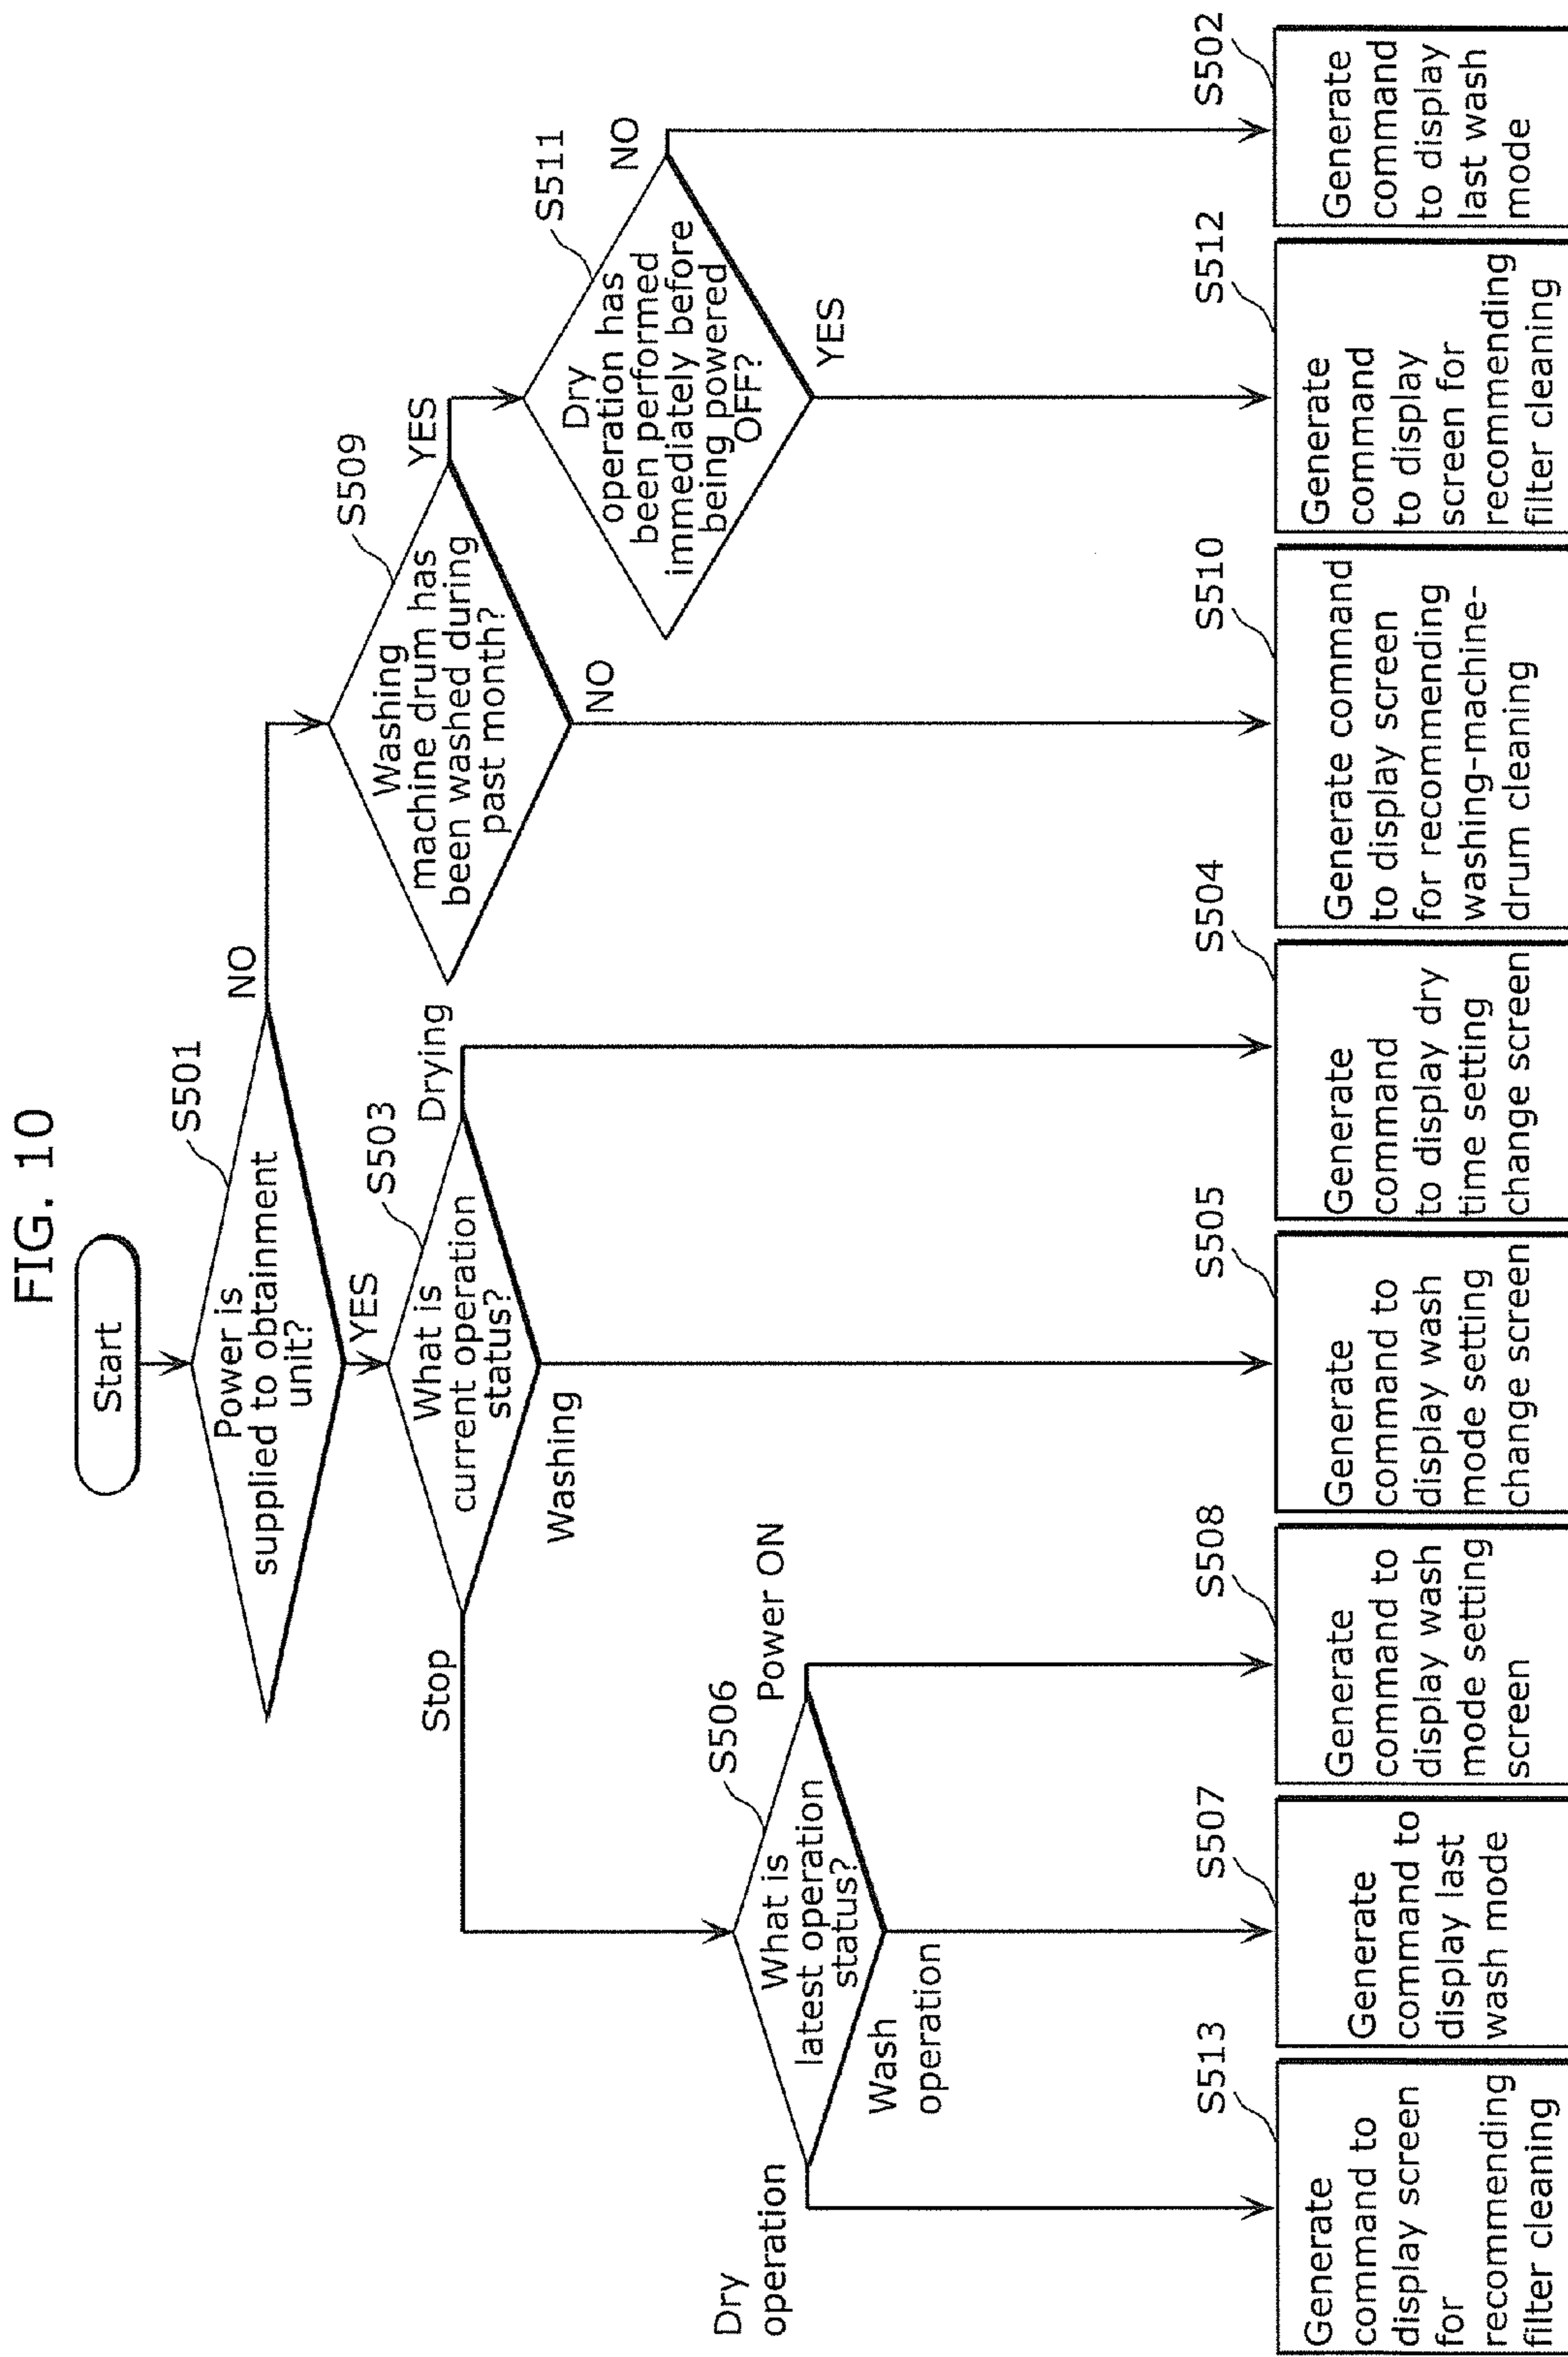 FIG. 10
Start
S501
Power is
supplied to obtainment
unit?
NO
YES
S503
What is
current operation
status?
Stop
Drying
Washing
S509
Washing
machine drum has
been washed during
past month?
YES
NO
S511
Dry
operation has
been performed
immediately before
being powered
OFF?
NO
YES
S506
What is
latest operation
status?
Dry
operation
Power ON
Wash
operation
S513
Generate
command to
display screen
for
recommending
filter cleaning
S507
Generate
command to
display last
wash mode
S508
Generate
command to
display wash
mode setting
screen
S505
Generate
command to
display wash
mode setting
change screen
S504
Generate
command
to display dry
time setting
change screen
S510
Generate command
to display screen
for recommending
washing-machine-
drum cleaning
S512
Generate
command
to display
screen for
recommending
filter cleaning
S502
Generate
command
to display
last wash
mode